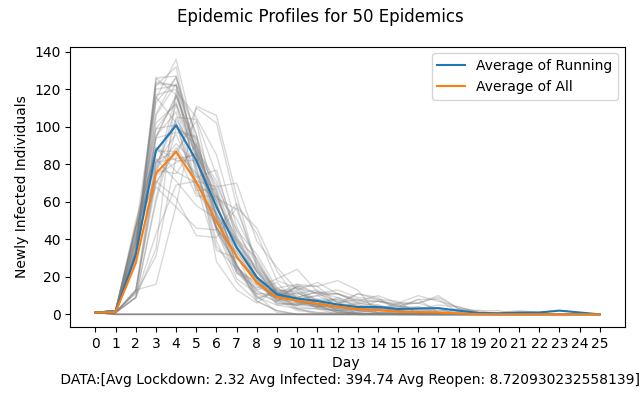 Epidemic Profiles for 50 Epidemics
Average of Running
Average of All
Newly Infected Individuals
140
120
100
80
60
40
20
0
0 1 2 3 4 5 6 7 8 9 10 11 12 13 14 15 16 17 18 19 20 21 22 23 24 25
Day
DATA:[Avg Lockdown: 2.32 Avg Infected: 394.74 Avg Reopen: 8.720930232558139]